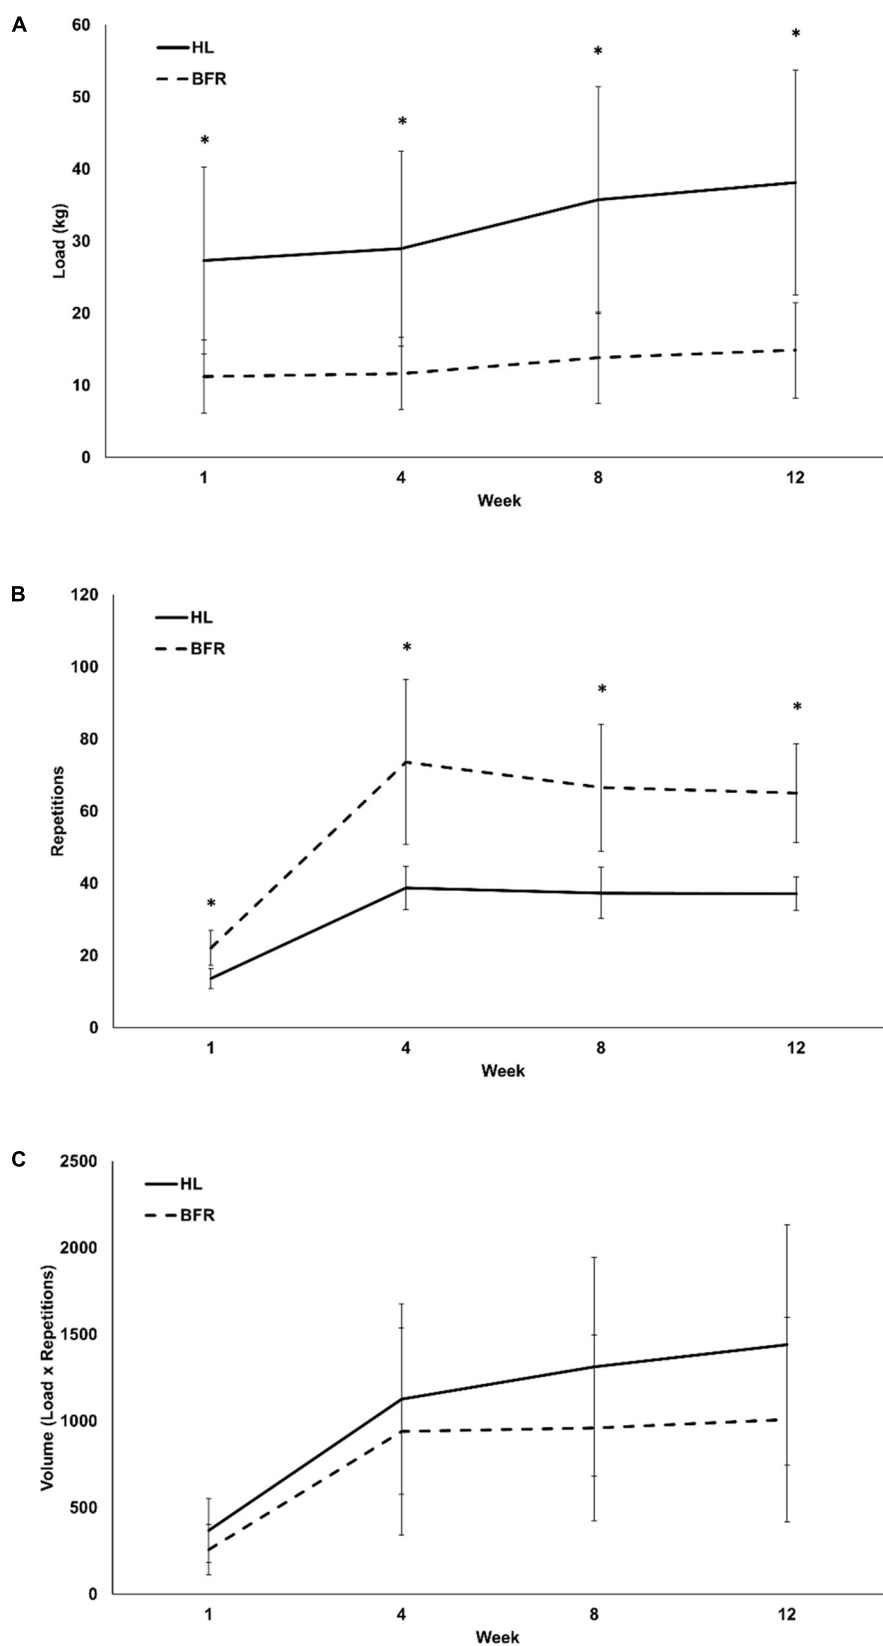 A
60
HL
BFR
50
40
30
20
10
0
Load (kg)
* * * *
1 4 8 12
Week
B
120
HL
BFR
100
80
60
40
20
0
Repetitions
* * * *
1 4 8 12
Week
C
2500
HL
BFR
2000
1500
1000
500
0
Volume (Load x Repetitions)
1 4 8 12
Week